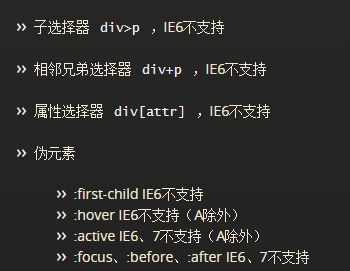 ›› 子选择器 div>p ，IE6不支持
›› 相邻兄弟选择器 div+p ，IE6不支持
›› 属性选择器 div[attr] ，IE6不支持
›› 伪元素
›› :first-child IE6不支持
›› :hover IE6不支持（A除外）
›› :active IE6、7不支持（A除外）
›› :focus、:before、:after IE6、7不支持